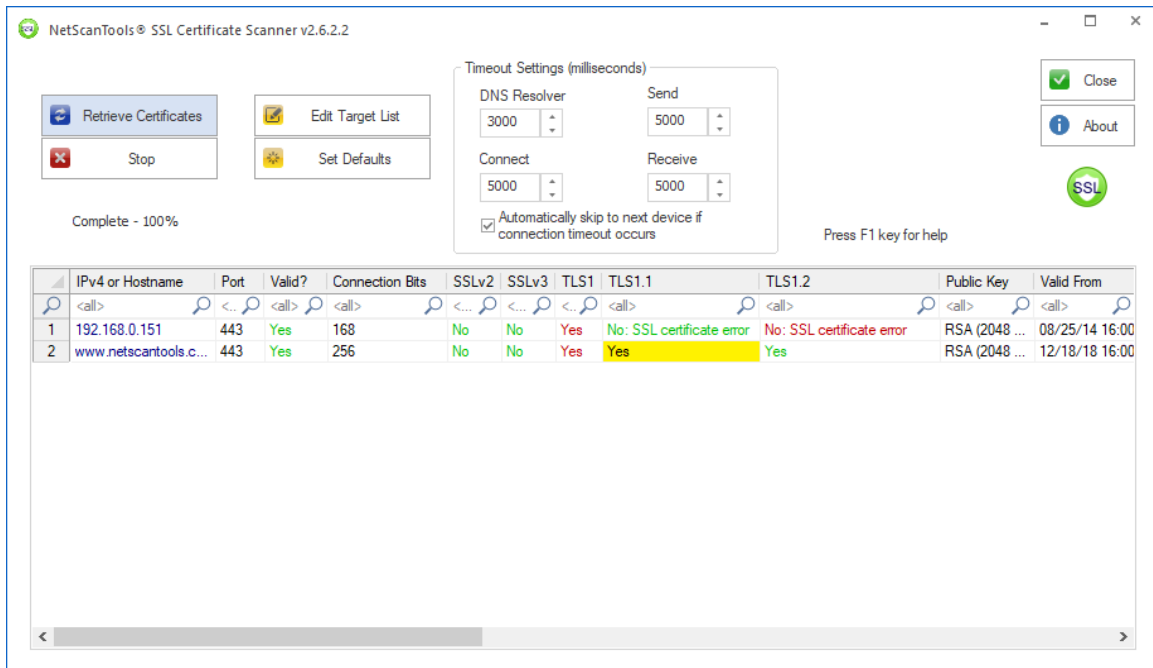 NetScanTools® SSL Certificate Scanner v2.6.2.2
Retrieve Certificates
Edit Target List
Stop
Set Defaults
Complete - 100%
Timeout Settings (milliseconds)
DNS Resolver Send
3000 5000
Connect Receive
5000 5000
Automatically skip to next device if
connection timeout occurs
Close
About
SSL
Press F1 key for help
IPv4 or Hostname Port Valid? Connection Bits SSLv2 SSLv3 TLS1 TLS1.1 TLS1.2 Public Key Valid From
<all> <.. <all> <all> <... <... <.. <all> <all> <all> <all>
1 192.168.0.151 443 Yes 168 No No Yes No: SSL certificate error No: SSL certificate error RSA (2048 ... 08/25/14 16:00
2 www.netscantools.c... 443 Yes 256 No No Yes Yes Yes RSA (2048 ... 12/18/18 16:00